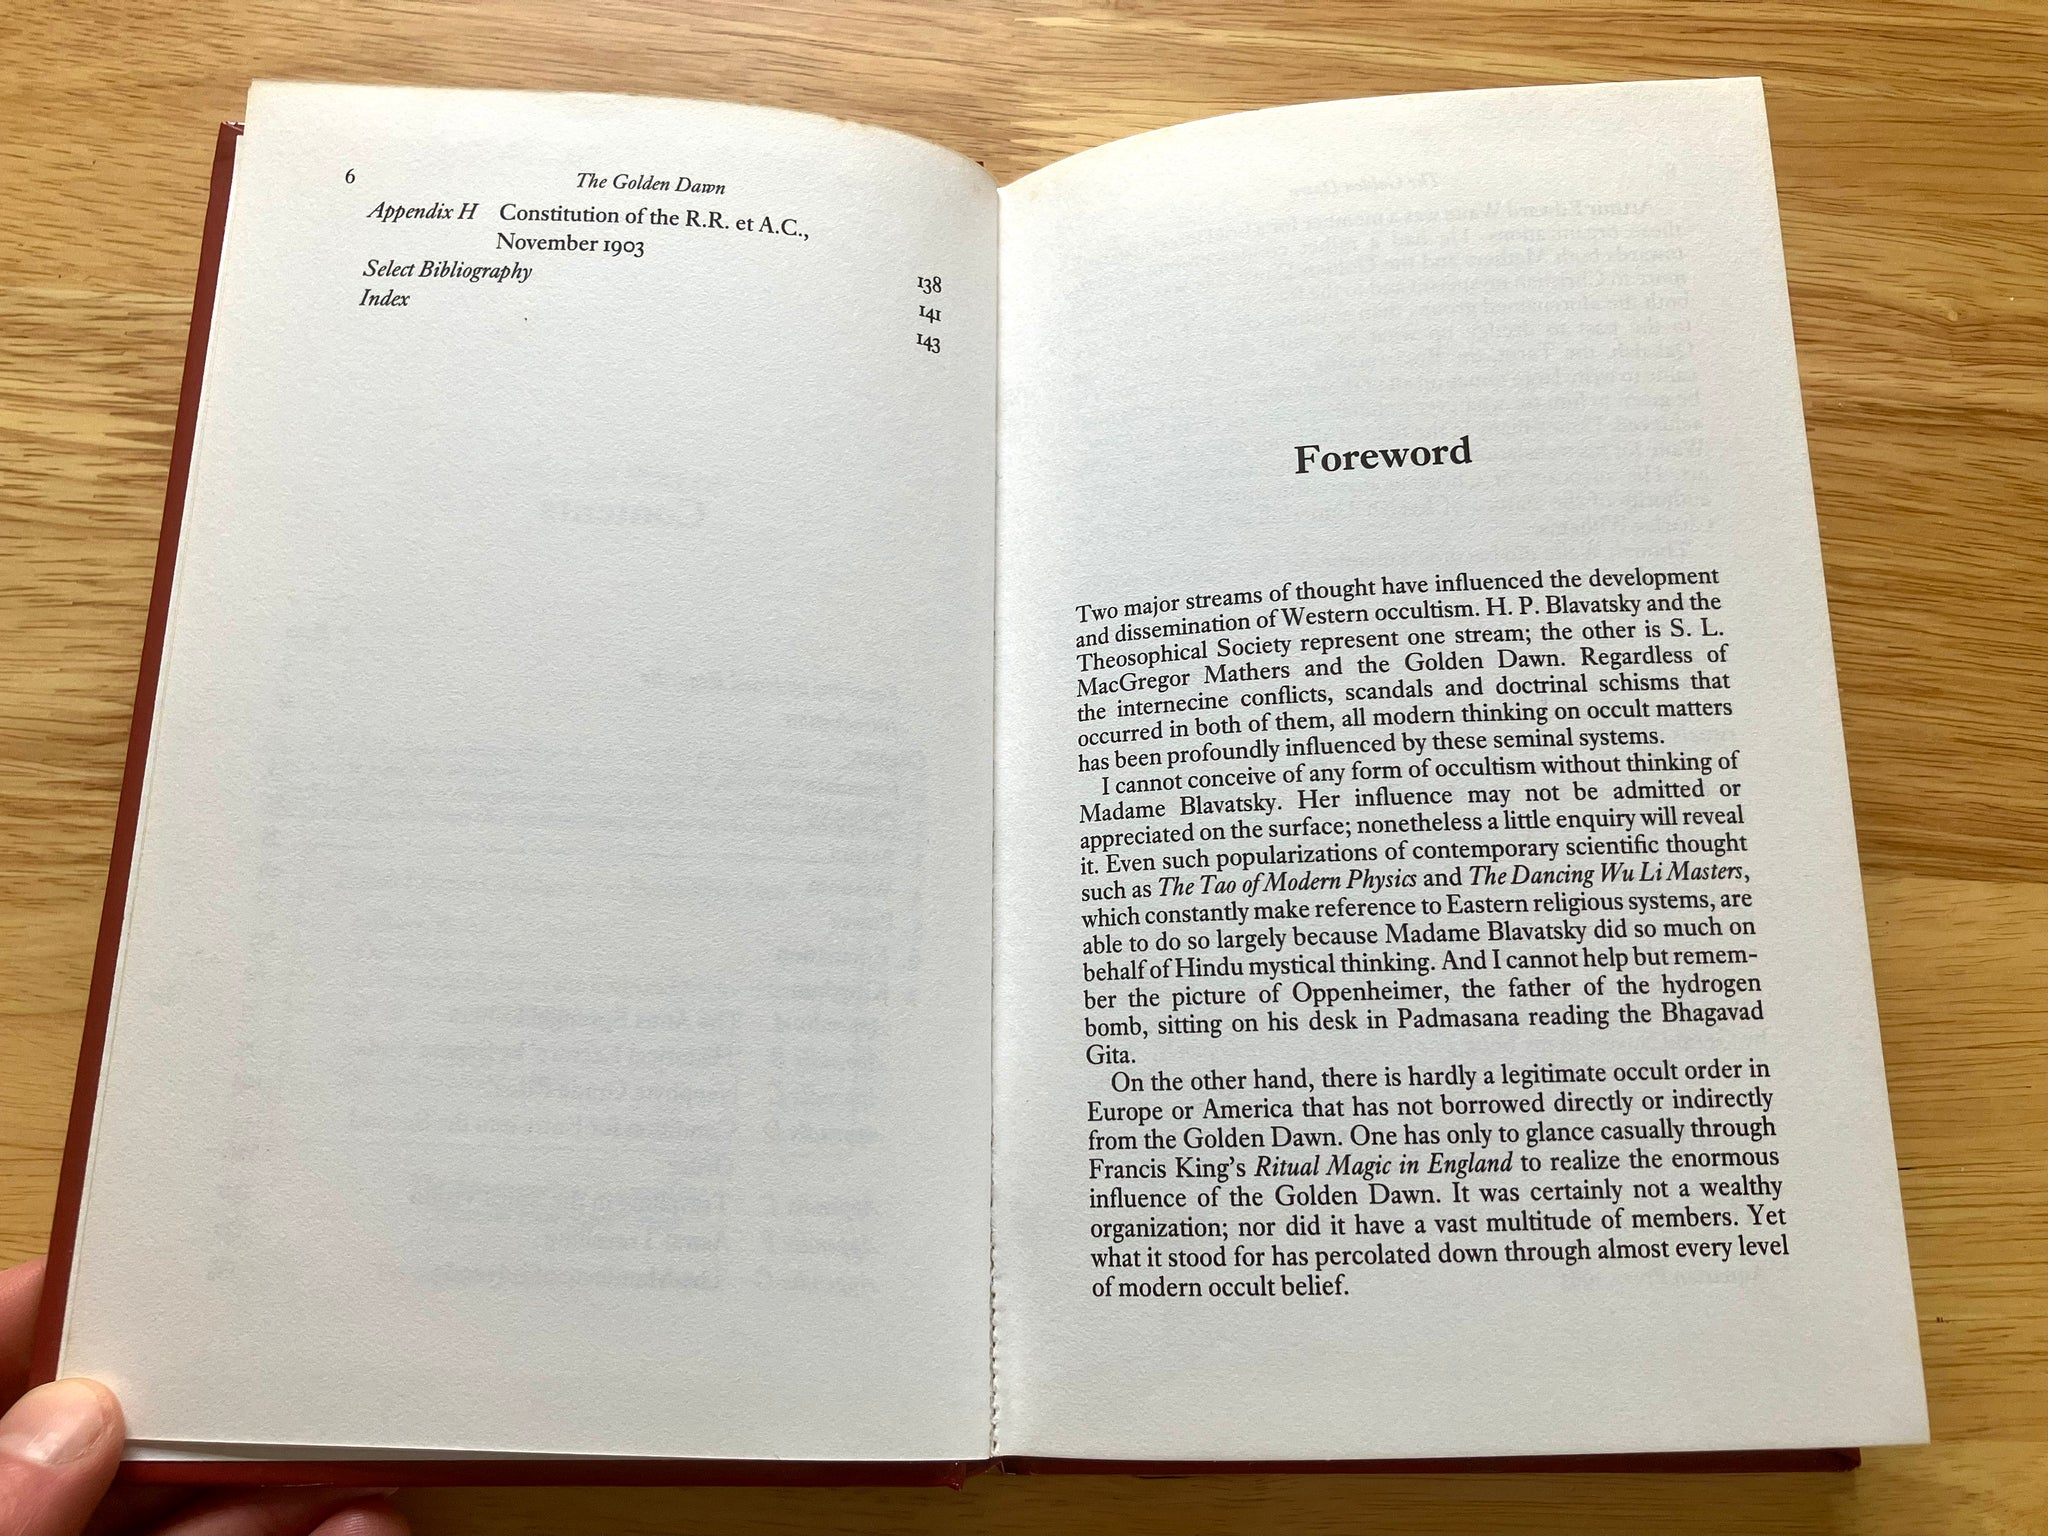 6
The Golden Dawn
Appendix H Constitution of the R.R. et A.C.,
November 1903 138
Select Bibliography 141
Index 143
Foreword
Two major streams of thought have influenced the development
and dissemination of Western occultism. H. P. Blavatsky and the
Theosophical Society represent one stream; the other is S. L.
MacGregor Mathers and the Golden Dawn. Regardless of
the internecine conflicts, scandals and doctrinal schisms that
occurred in both of them, all modern thinking on occult matters
has been profoundly influenced by these seminal systems.
I cannot conceive of any form of occultism without thinking of
Madame Blavatsky. Her influence may not be admitted or
appreciated on the surface; nonetheless a little enquiry will reveal
it. Even such popularizations of contemporary scientific thought
such as The Tao of Modern Physics and The Dancing Wu Li Masters,
which constantly make reference to Eastern religious systems, are
able to do so largely because Madame Blavatsky did so much on
behalf of Hindu mystical thinking. And I cannot help but remem-
ber the picture of Oppenheimer, the father of the hydrogen
bomb, sitting on his desk in Padmasana reading the Bhagavad
Gita.
On the other hand, there is hardly a legitimate occult order in
Europe or America that has not borrowed directly or indirectly
from the Golden Dawn. One has only to glance casually through
Francis King's Ritual Magic in England to realize the enormous
influence of the Golden Dawn. It was certainly not a wealthy
organization; nor did it have a vast multitude of members. Yet
what it stood for has percolated down through almost every level
of modern occult belief.